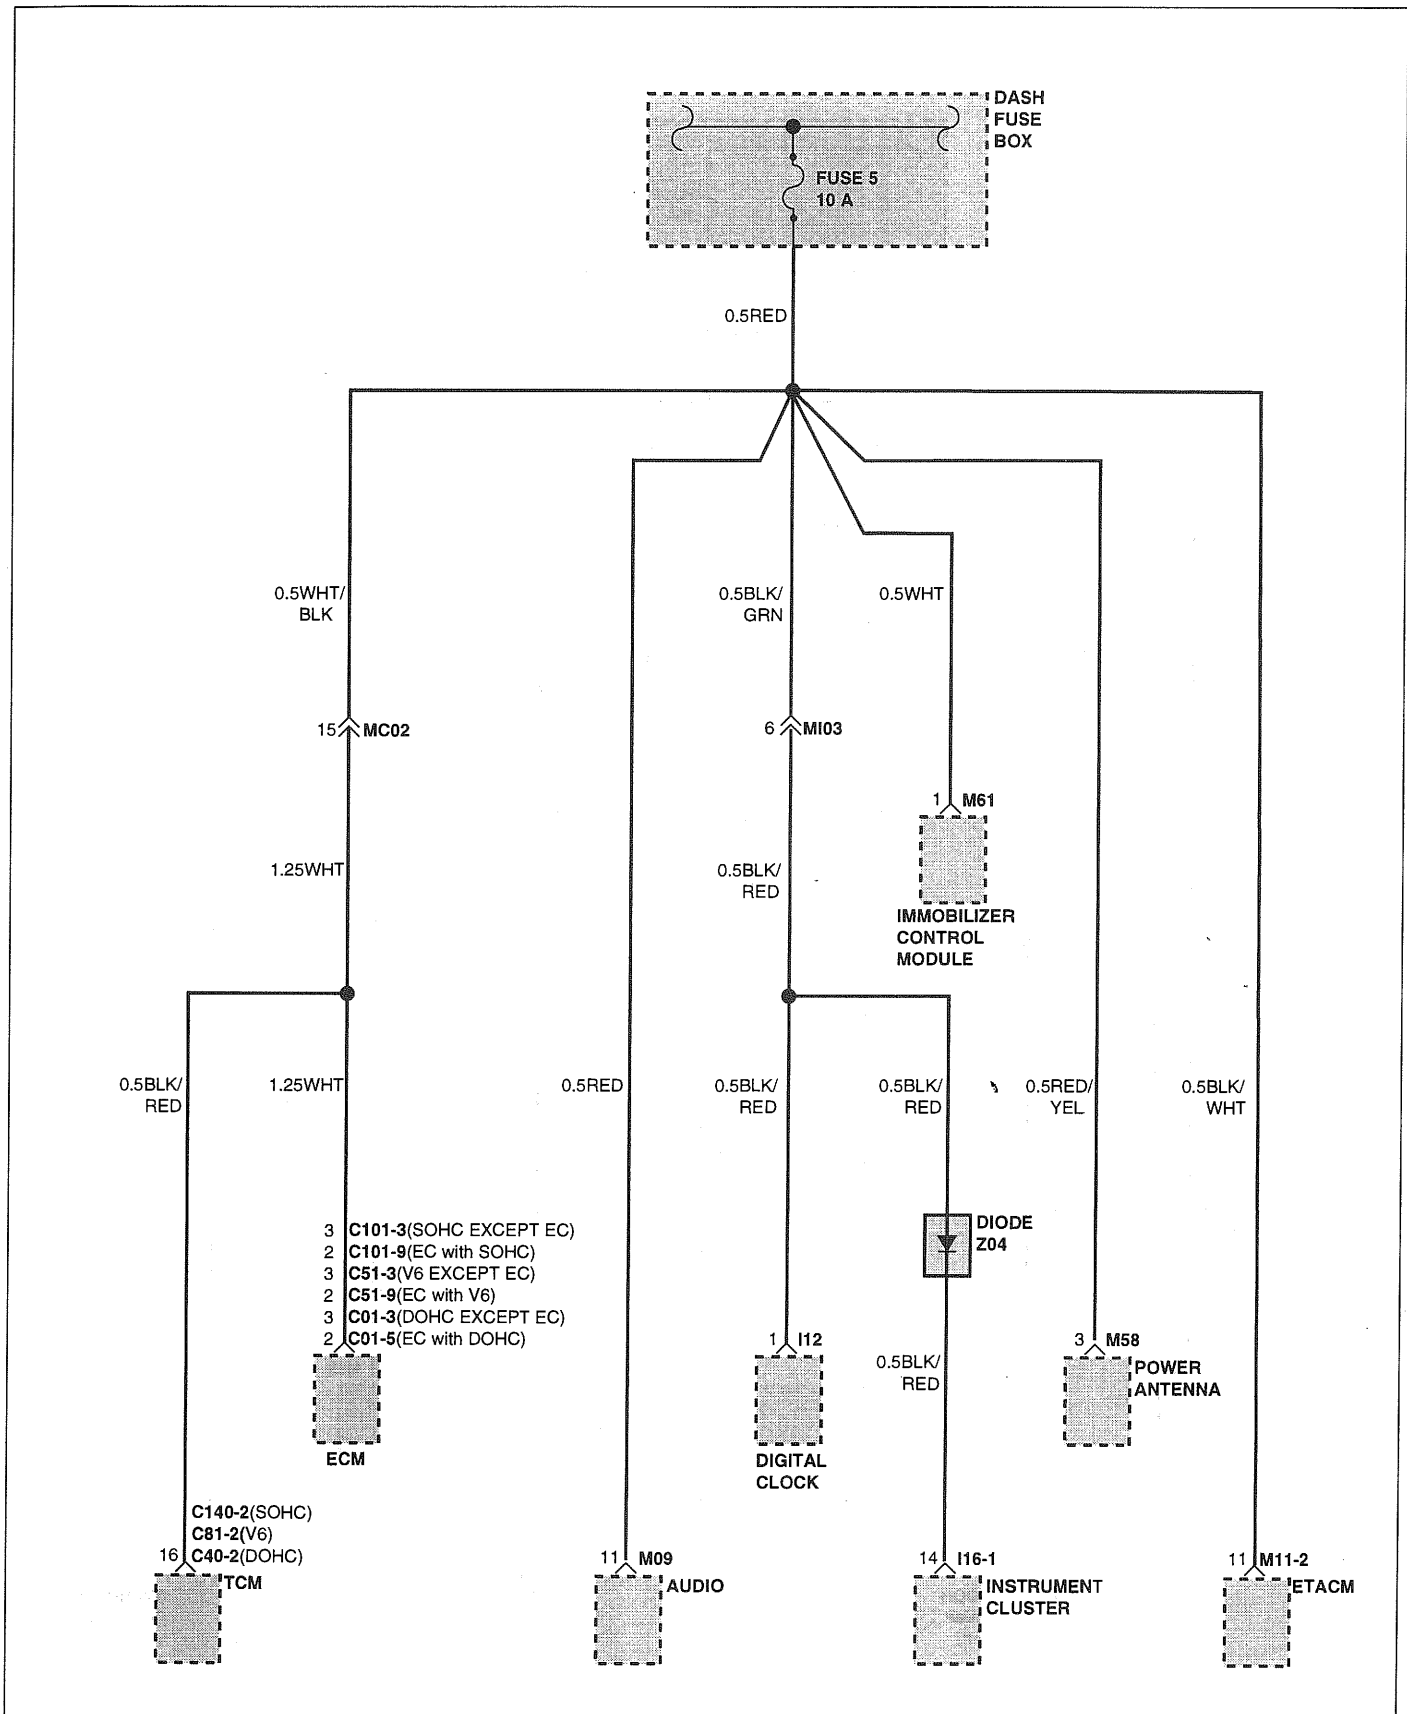 DASH
FUSE
BOX
FUSE 5
10 A
0.5RED
0.5WHT/
BLK
0.5BLK/
GRN
0.5WHT
15 MC02
6 MI03
1 M61
1.25WHT
0.5BLK/
RED
IMMOBILIZER
CONTROL
MODULE
0.5BLK/
RED
1.25WHT
0.5RED
0.5BLK/
RED
0.5BLK/
RED
0.5RED/
YEL
0.5BLK/
WHT
3 C101-3(SOHC EXCEPT EC)
2 C101-9(EC with SOHC)
3 C51-3(V6 EXCEPT EC)
2 C51-9(EC with V6)
3 C01-3(DOHC EXCEPT EC)
2 C01-5(EC with DOHC)
ECM
DIODE
Z04
1 I12
DIGITAL
CLOCK
0.5BLK/
RED
3 M58
POWER
ANTENNA
C140-2(SOHC)
C81-2(V6)
16 C40-2(DOHC)
TCM
11 M09
AUDIO
14 I16-1
INSTRUMENT
CLUSTER
11 M11-2
ETACM